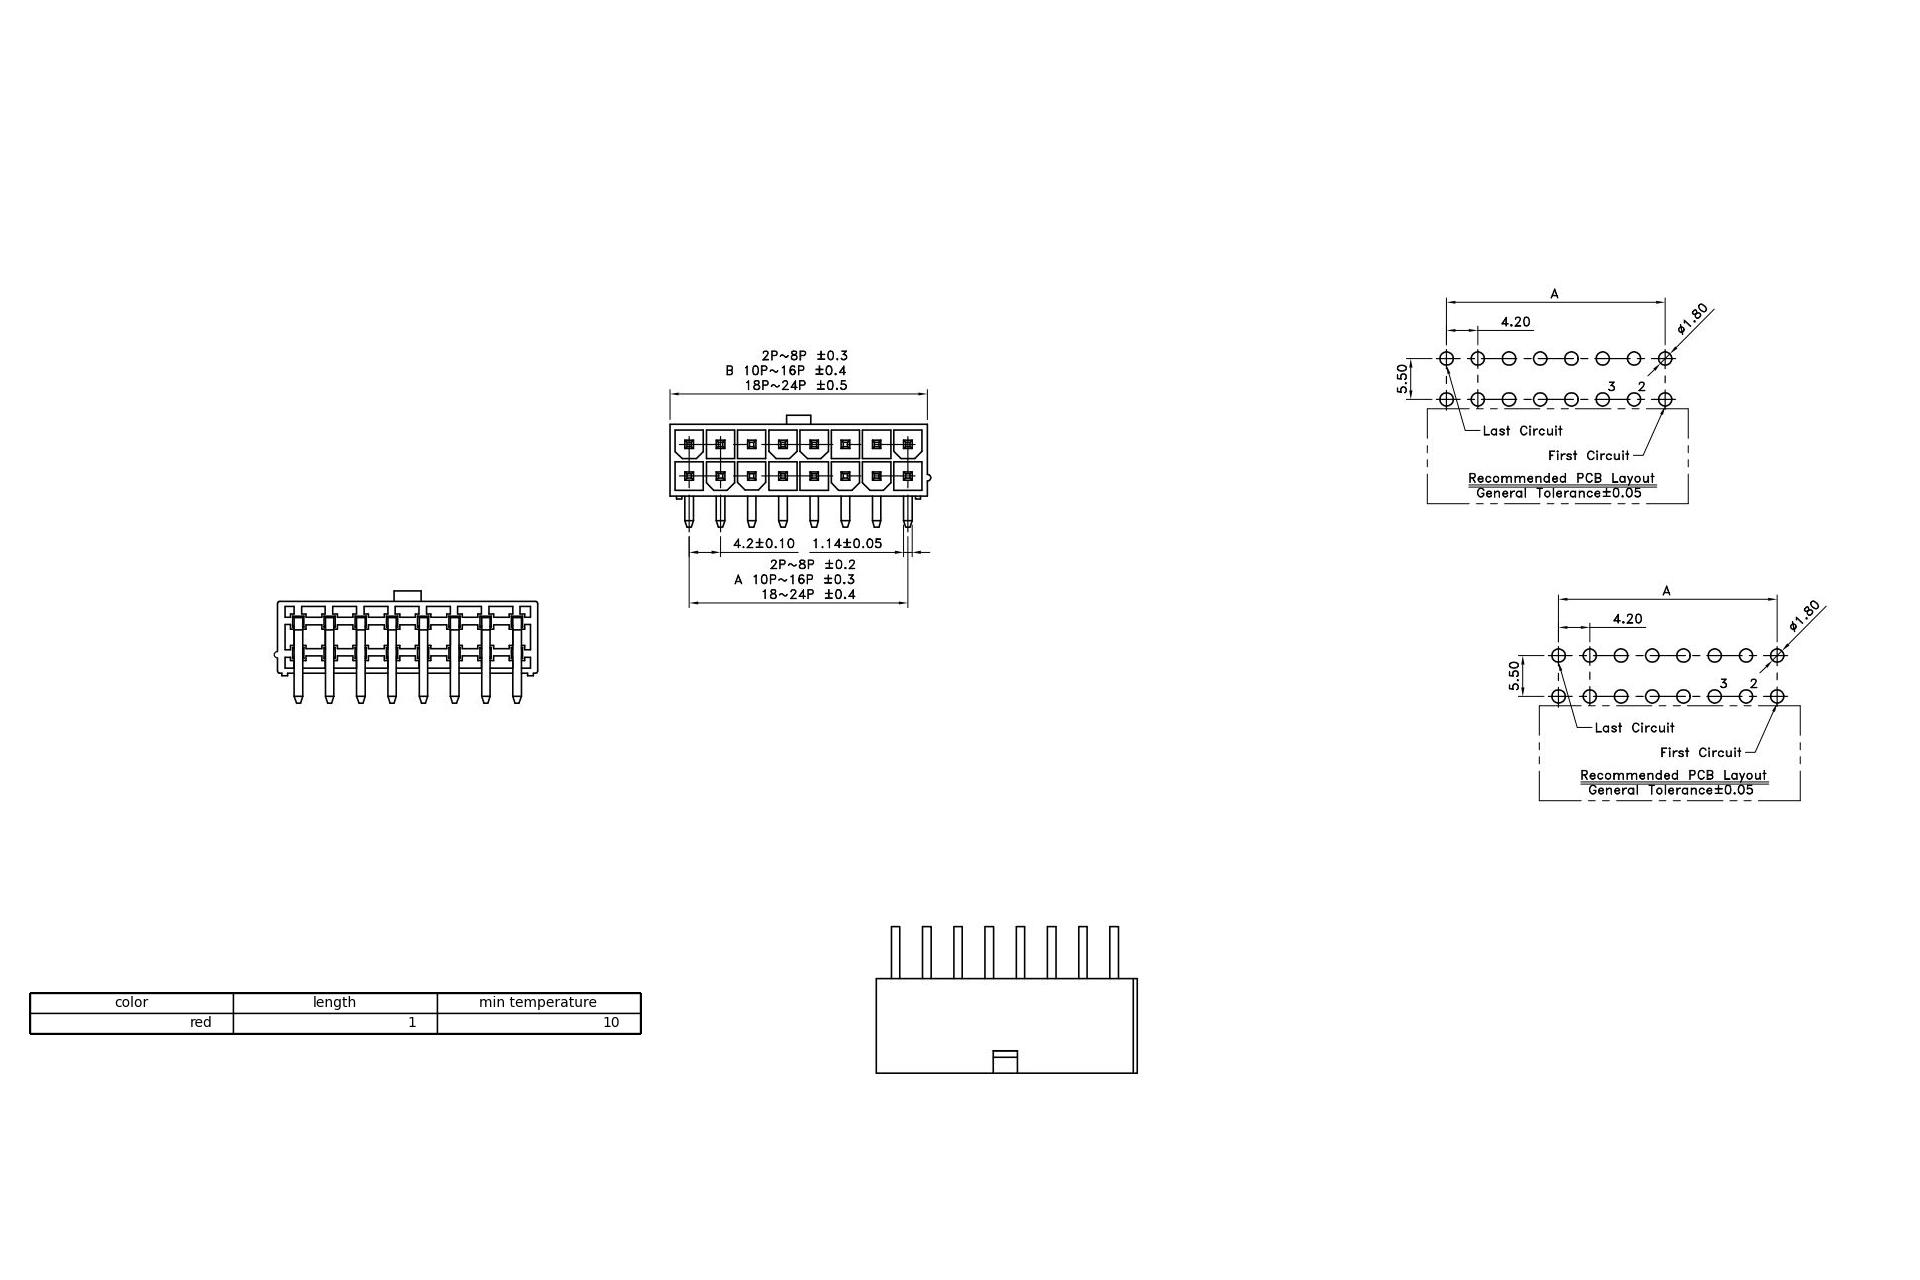 2P~8P ±0.3
B 10P~16P ±0.4
18P~24P ±0.5
4.2±0.10
1.14±0.05
2P~8P ±0.2
A 10P~16P ±0.3
18~24P ±0.4
A
4.20
ø1.80
5.50
3 2
Last Circuit
First Circuit
Recommended PCB Layout
General Tolerance±0.05
A
4.20
ø1.80
5.50
3 2
Last Circuit
First Circuit
Recommended PCB Layout
General Tolerance±0.05
color length min temperature
red 1 10